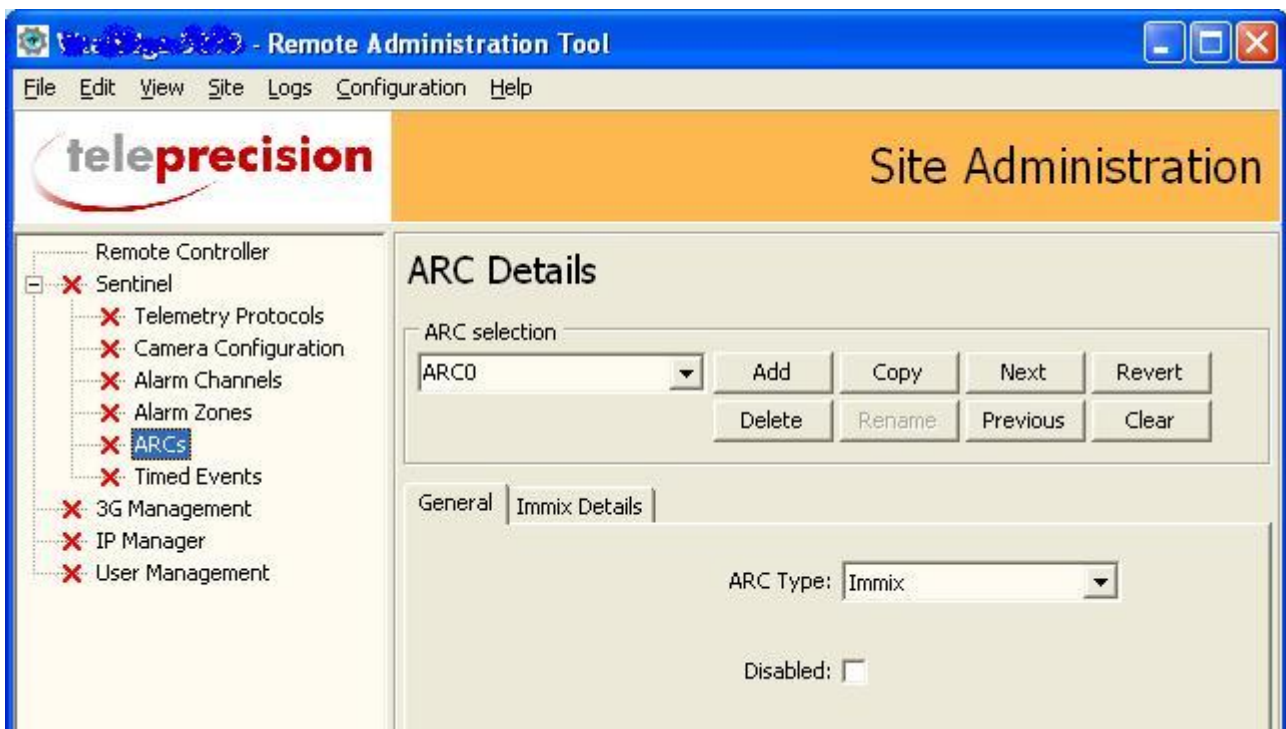 - Remote Administration Tool
File Edit View Site Logs Configuration Help
teleprecision
Site Administration
Remote Controller
Sentinel
Telemetry Protocols
Camera Configuration
Alarm Channels
Alarm Zones
ARCs
Timed Events
3G Management
IP Manager
User Management
ARC Details
ARC selection
ARC0 Add Copy Next Revert
Delete Rename Previous Clear
General Immix Details
ARC Type: Immix
Disabled: